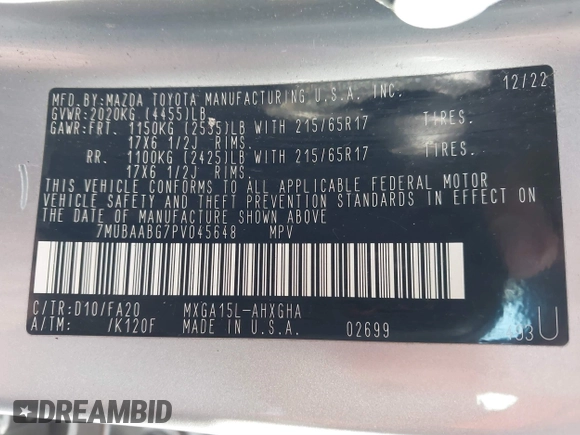 MFD.BY:MAZDA TOYOTA MANUFACTURING U.S.A. INC. 12/22
GVWR:2020KG (4455)LB
GAWR:FRT. 1150KG (2535)LB WITH 215/65R17 TIRES.
17X6 1/2J RIMS.
RR. 1100KG (2425)LB WITH 215/65R17 TIRES.
17X6 1/2J RIMS.
THIS VEHICLE CONFORMS TO ALL APPLICABLE FEDERAL MOTOR
VEHICLE SAFETY AND THEFT PREVENTION STANDARDS IN EFFECT ON
THE DATE OF MANUFACTURE SHOWN ABOVE
7MUBAABG7PV045648 MPV
C/TR:D10/FA20 MXGA15L-AHXGHA
A/TM: /K120F MADE IN U.S.A. 02699 U
DREAMBID